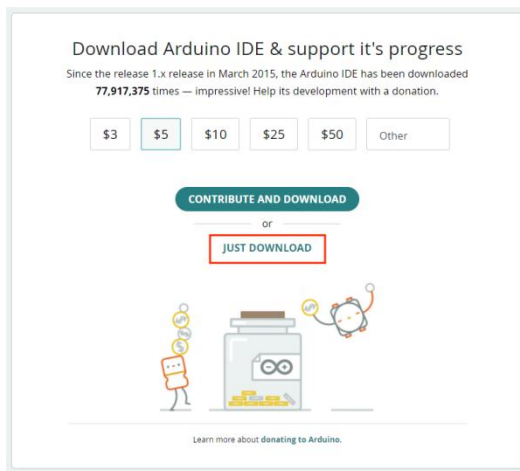 Download Arduino IDE & support it's progress
Since the release 1.x release in March 2015, the Arduino IDE has been downloaded
77,917,375 times — impressive! Help its development with a donation.
$3 $5 $10 $25 $50 Other
CONTRIBUTE AND DOWNLOAD
or
JUST DOWNLOAD
Learn more about donating to Arduino.